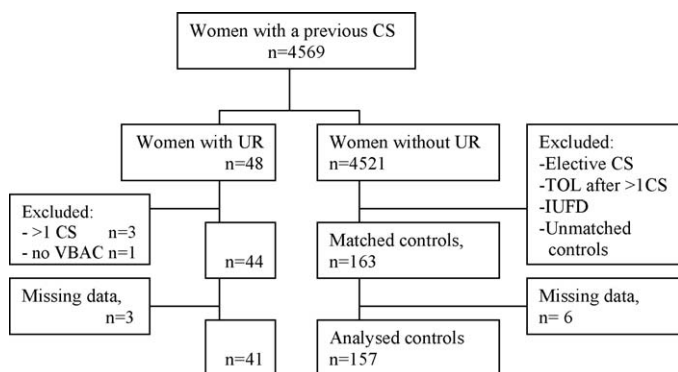 Women with a previous CS
n=4569
Women with UR
n=48
Women without UR
n=4521
Excluded:
-Elective CS
-TOL after >1CS
-IUFD
-Unmatched
controls
Excluded:
- >1 CS n=3
- no VBAC n=1
n=44
Matched controls,
n=163
Missing data,
n=3
Missing data,
n= 6
n=41
Analysed controls
n=157